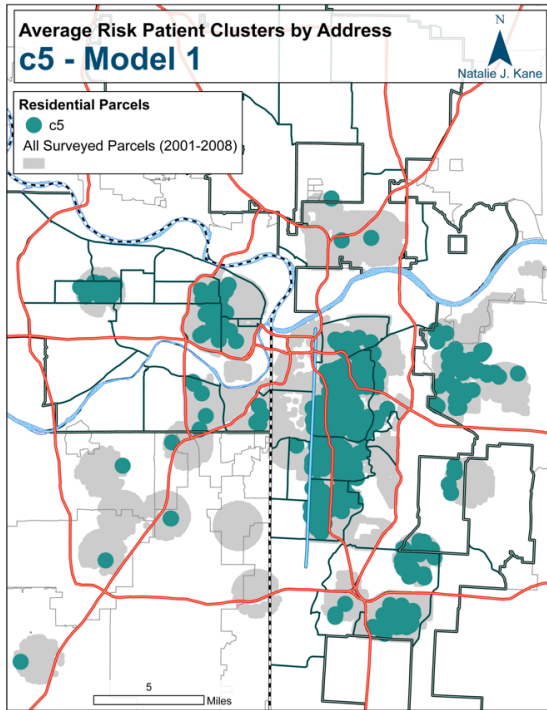 Average Risk Patient Clusters by Address
c5 - Model 1
N
Natalie J. Kane
Residential Parcels
c5
All Surveyed Parcels (2001-2008)
5
Miles